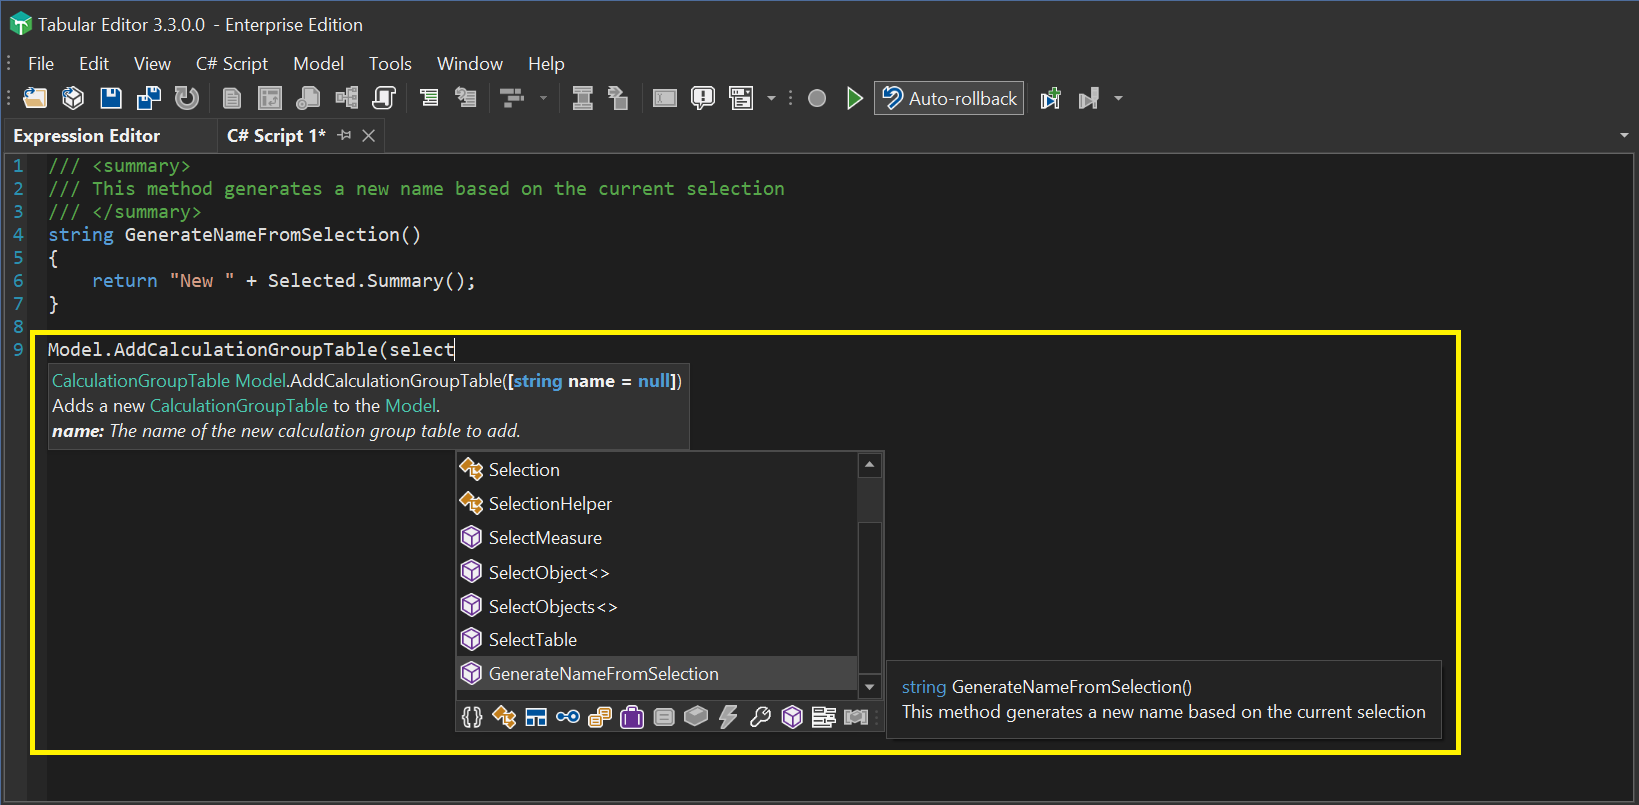 Tabular Editor 3.3.0.0 - Enterprise Edition
File Edit View C# Script Model Tools Window Help
Auto-rollback
Expression Editor C# Script 1*
1 /// <summary>
2 /// This method generates a new name based on the current selection
3 /// </summary>
4 string GenerateNameFromSelection()
5 {
6 return "New " + Selected.Summary();
7 }
8
9 Model.AddCalculationGroupTable(select
CalculationGroupTable Model.AddCalculationGroupTable([string name = null])
Adds a new CalculationGroupTable to the Model.
name: The name of the new calculation group table to add.
Selection
SelectionHelper
SelectMeasure
SelectObject<>
SelectObjects<>
SelectTable
GenerateNameFromSelection
string GenerateNameFromSelection()
This method generates a new name based on the current selection